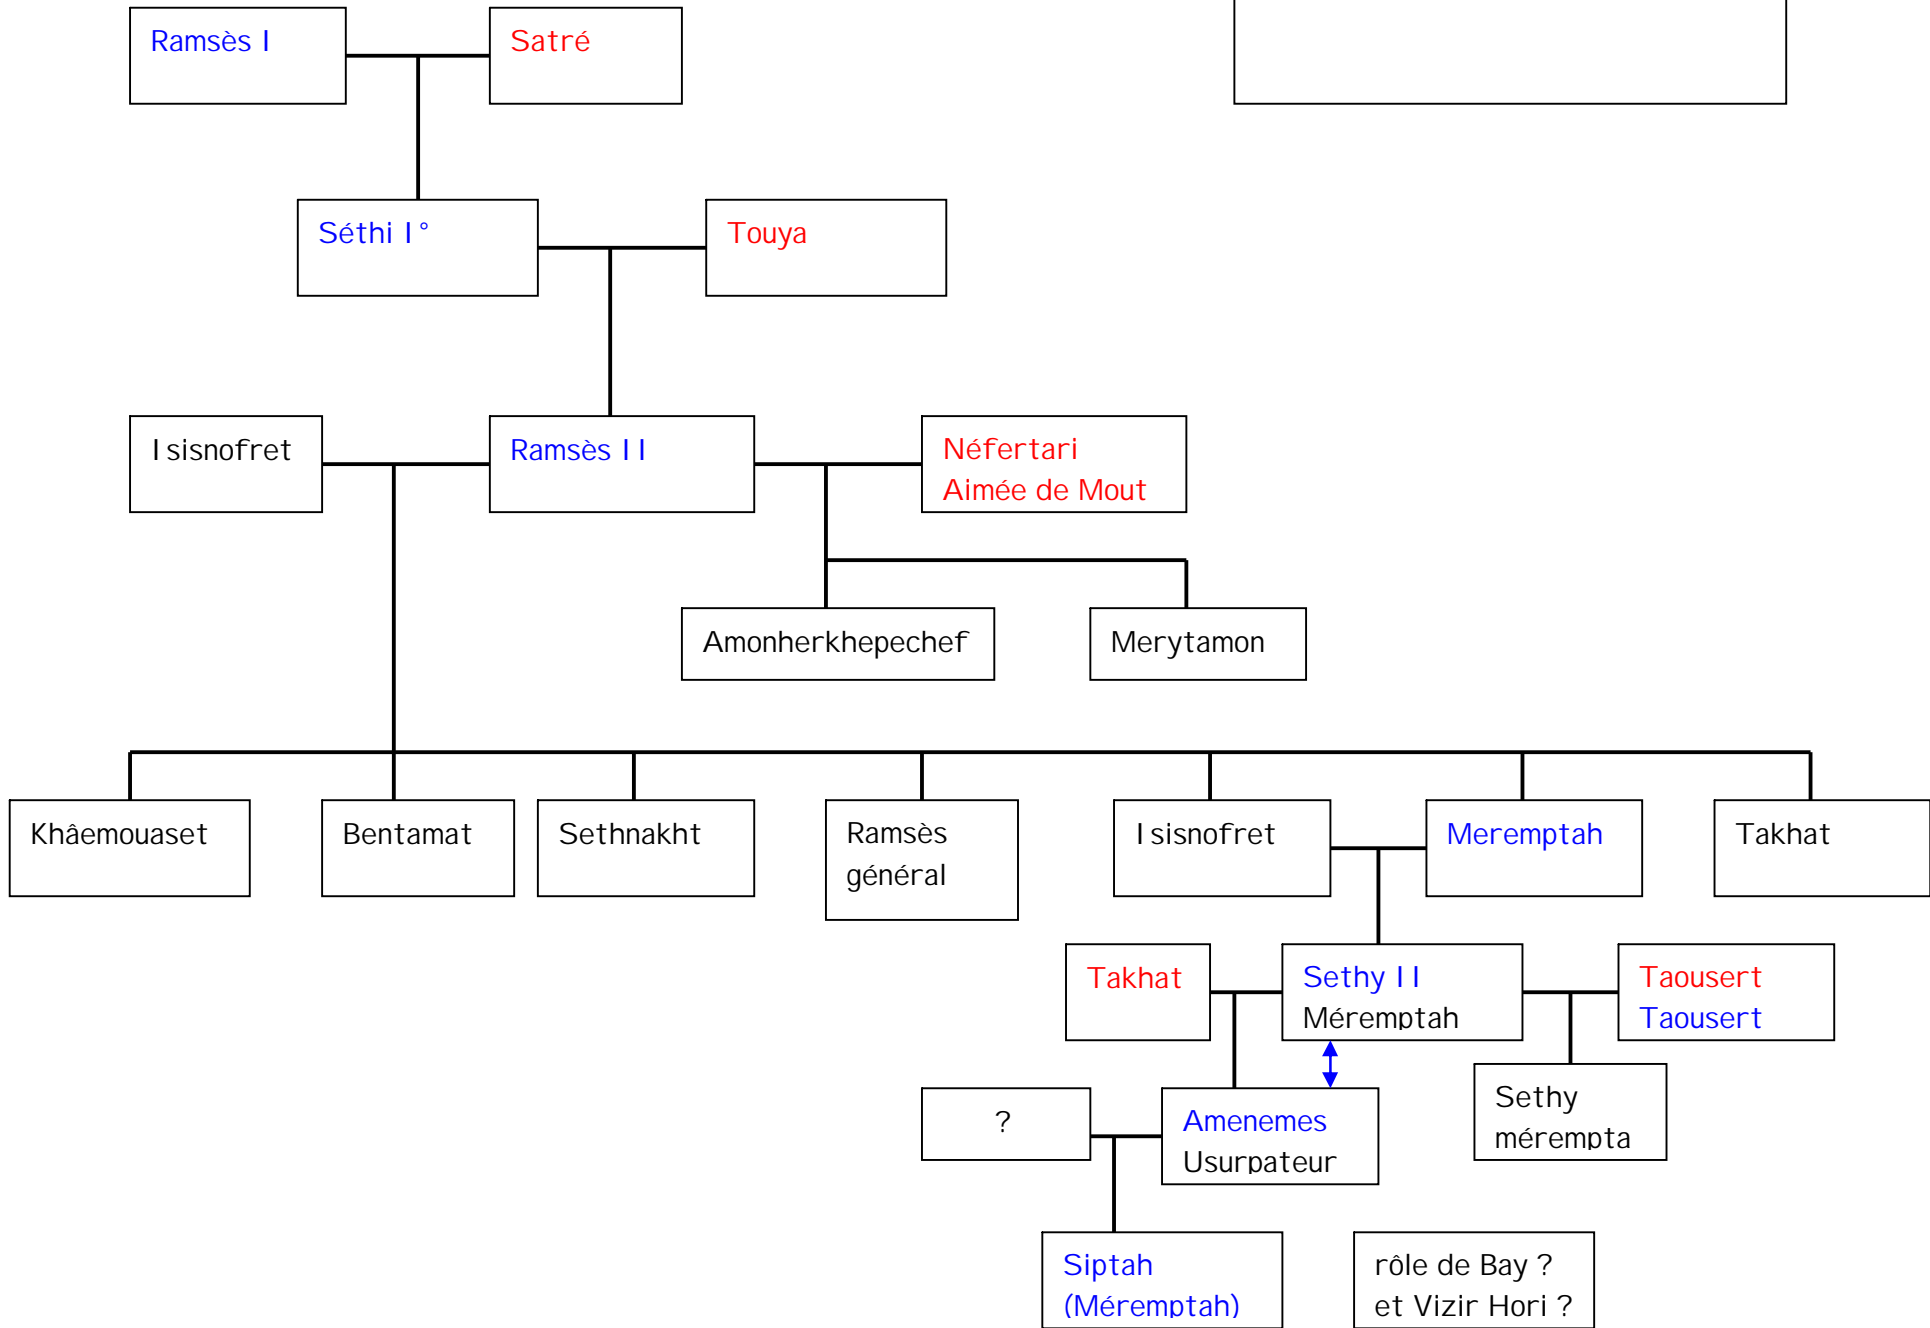 Ramsès I
Satré
Séthi I°
Touya
Isisnofret
Ramsès II
Néfertari
Aimée de Mout
Amonherkhepechef
Merytamon
Khâemouaset
Bentamat
Sethnakht
Ramsès
général
Isisnofret
Meremptah
Takhat
Takhat
Sethy II
Méremptah
Taousert
Taousert
?
Amenemes
Usurpateur
Sethy
mérempta
Siptah
(Méremptah)
rôle de Bay ?
et Vizir Hori ?